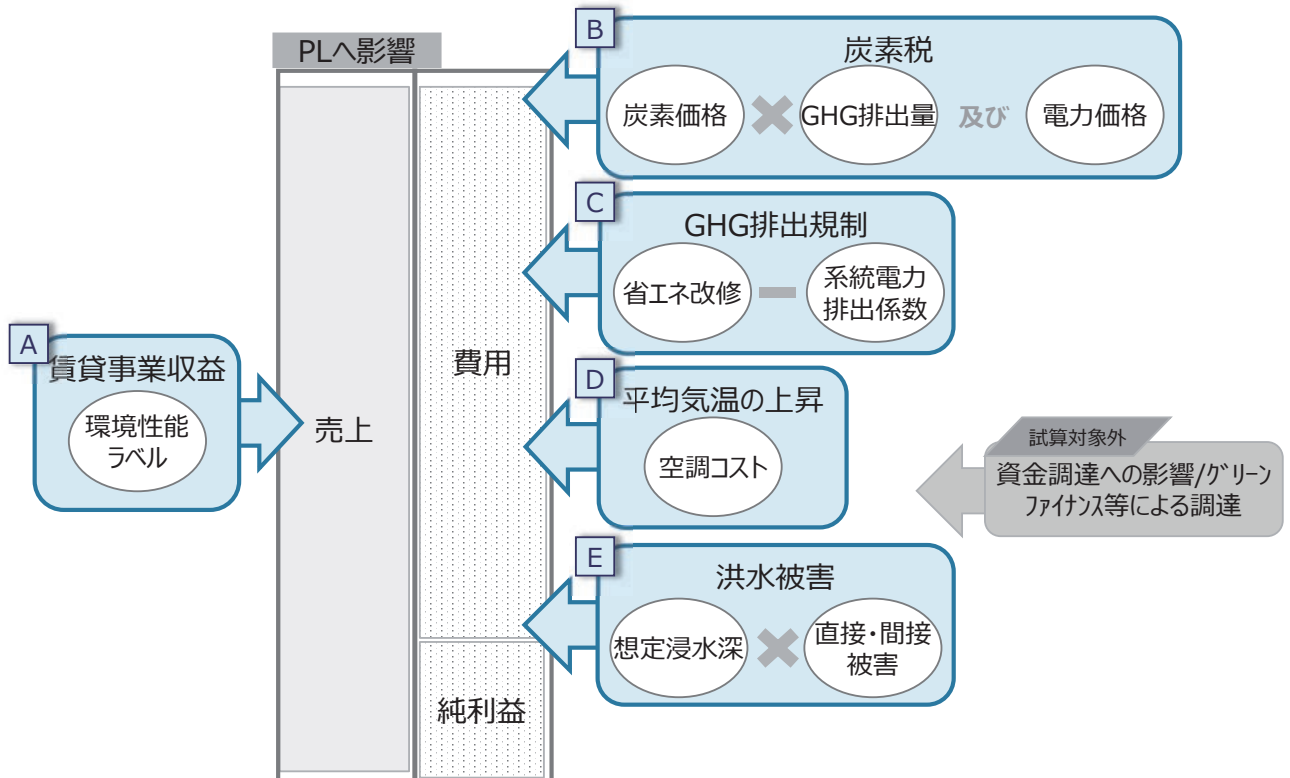 PLへ影響
売上
費用
純利益
A
賃貸事業収益
環境性能
ラベル
B
炭素税
炭素価格
GHG排出量
及び
電力価格
C
GHG排出規制
省エネ改修
系統電力
排出係数
D
平均気温の上昇
空調コスト
E
洪水被害
想定浸水深
直接・間接
被害
試算対象外
資金調達への影響/グリーン
ファイナンス等による調達